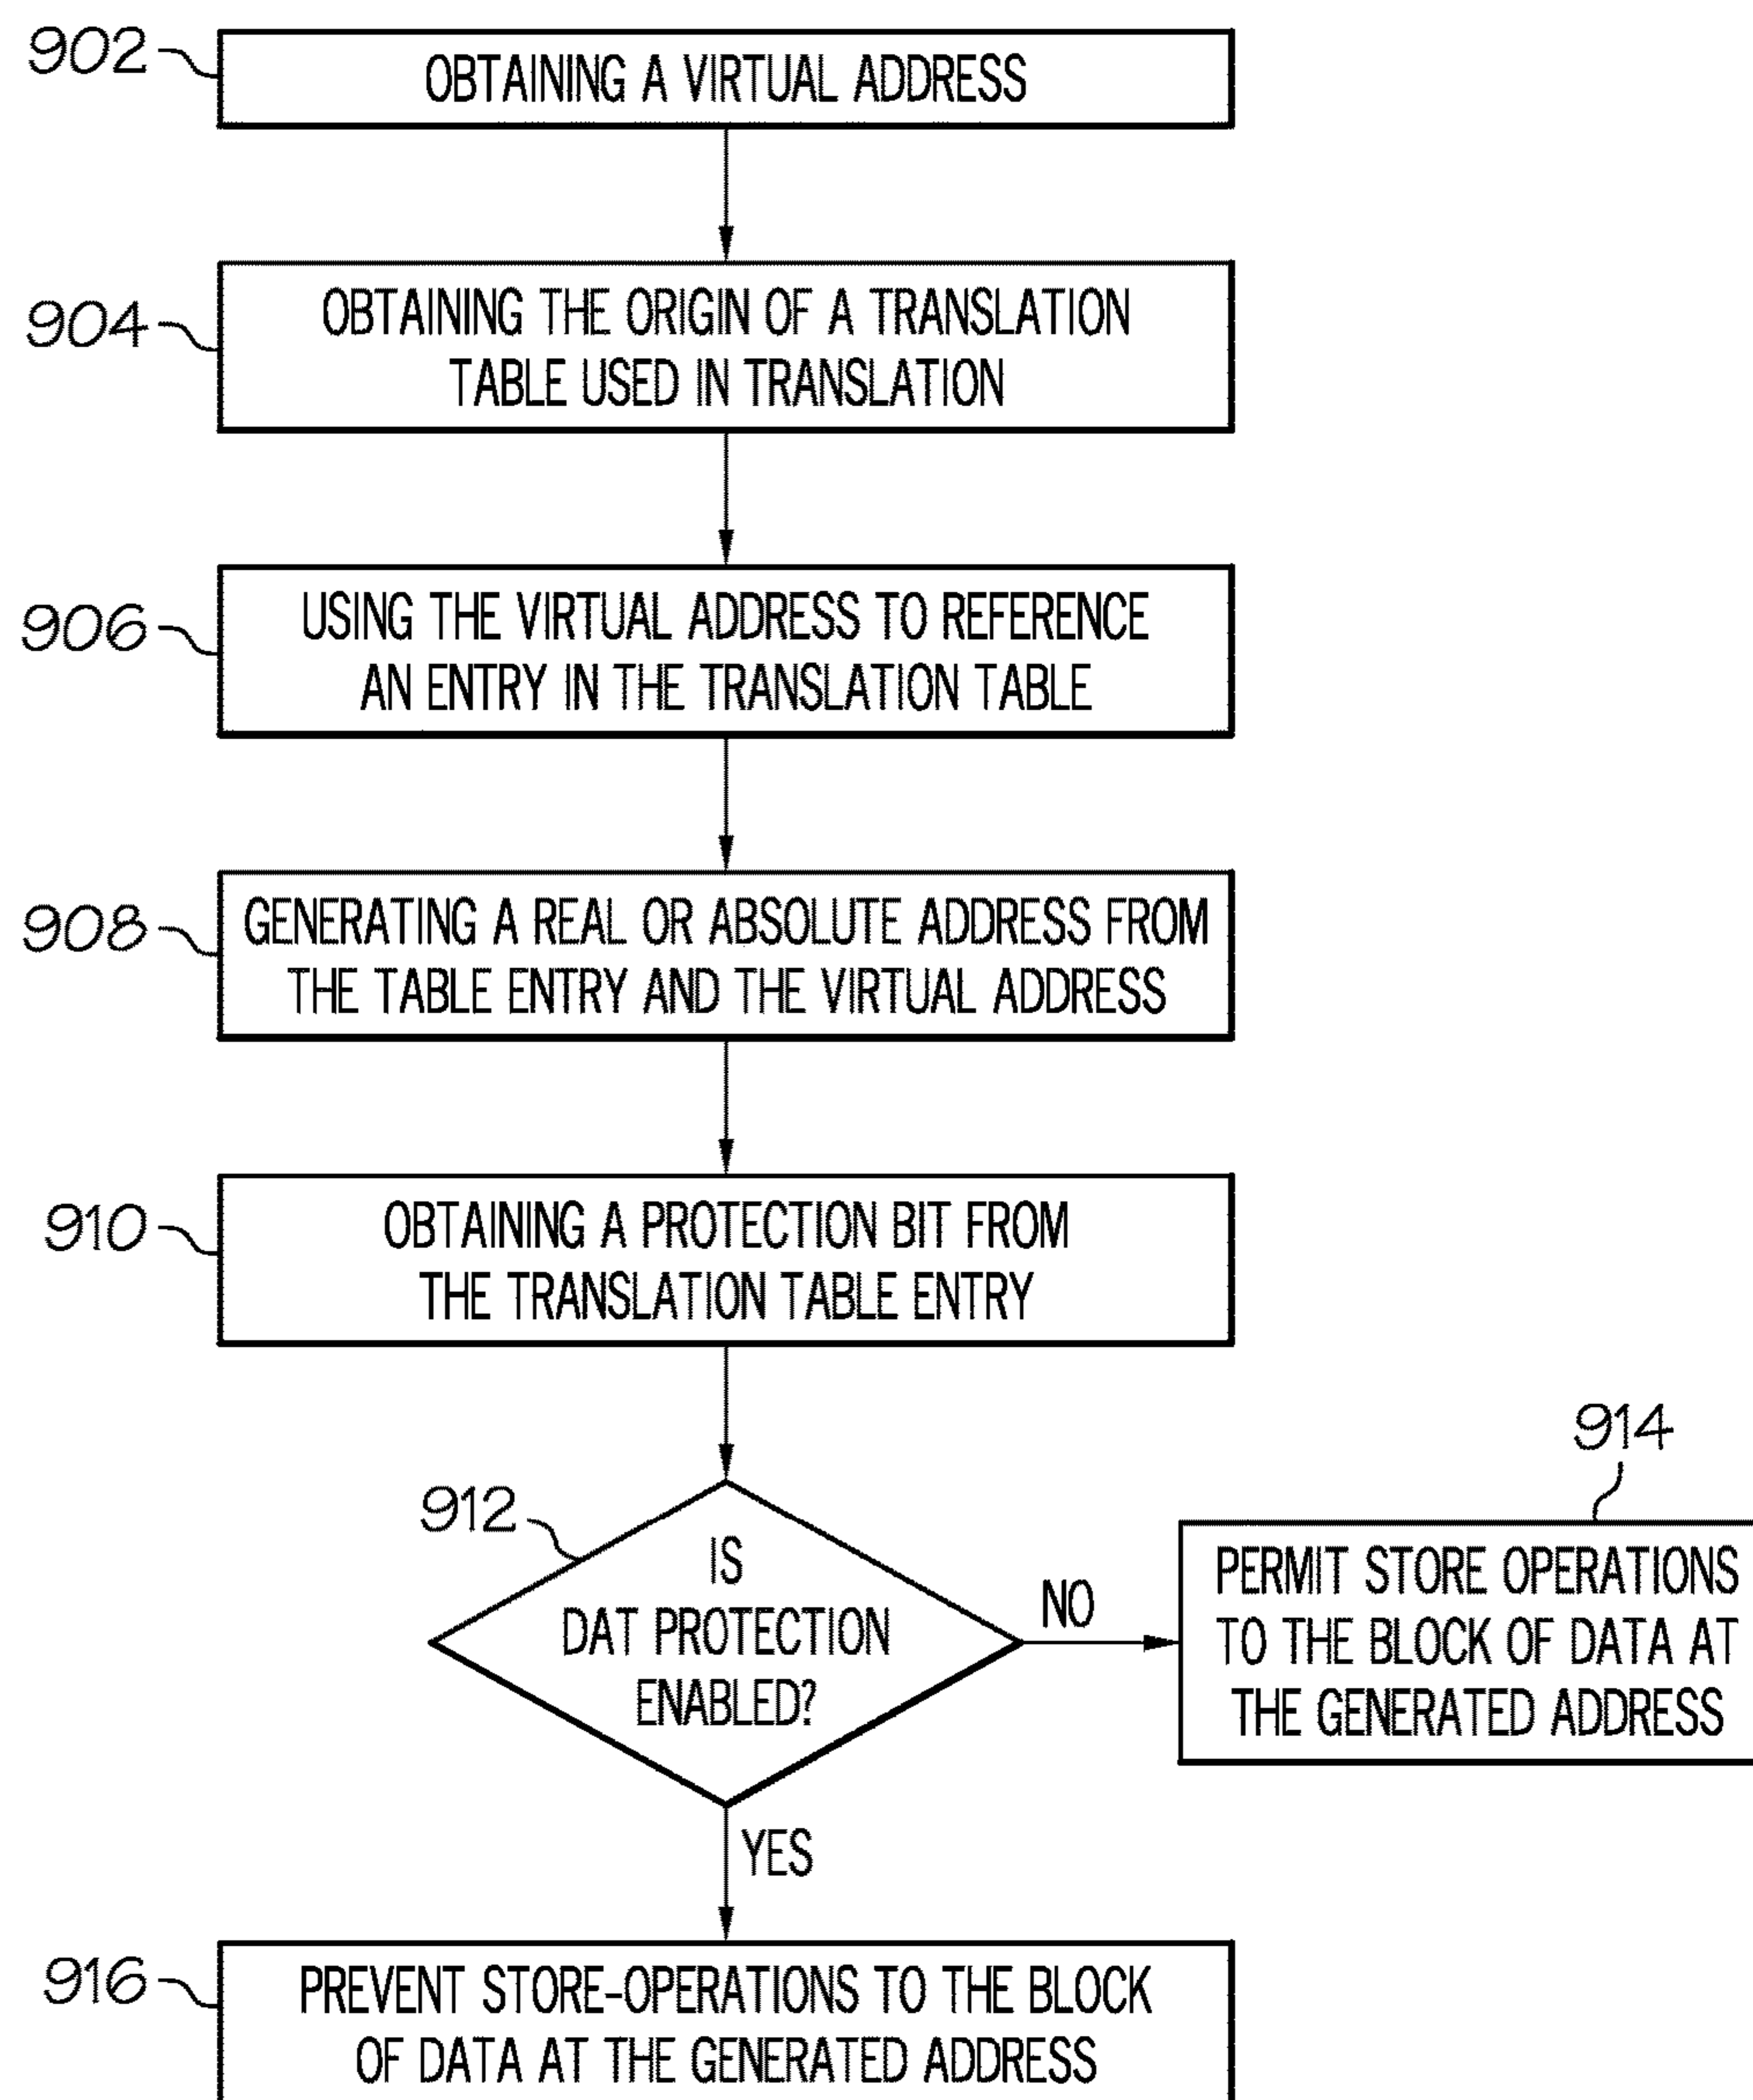 902
OBTAINING A VIRTUAL ADDRESS
904
OBTAINING THE ORIGIN OF A TRANSLATION
TABLE USED IN TRANSLATION
906
USING THE VIRTUAL ADDRESS TO REFERENCE
AN ENTRY IN THE TRANSLATION TABLE
908
GENERATING A REAL OR ABSOLUTE ADDRESS FROM
THE TABLE ENTRY AND THE VIRTUAL ADDRESS
910
OBTAINING A PROTECTION BIT FROM
THE TRANSLATION TABLE ENTRY
912
IS
DAT PROTECTION
ENABLED?
NO
914
PERMIT STORE OPERATIONS
TO THE BLOCK OF DATA AT
THE GENERATED ADDRESS
YES
916
PREVENT STORE-OPERATIONS TO THE BLOCK
OF DATA AT THE GENERATED ADDRESS